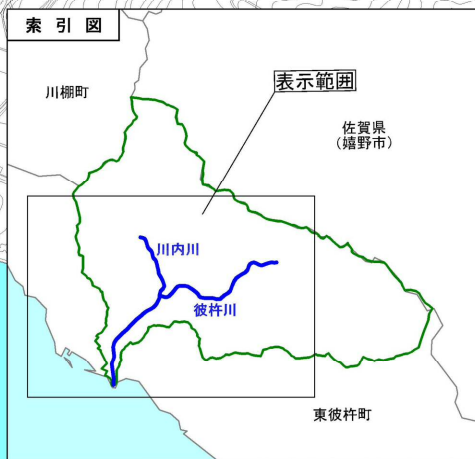 索引図
表示範囲
川棚町
佐賀県
(嬉野市)
川内川
彼杵川
東彼杵町